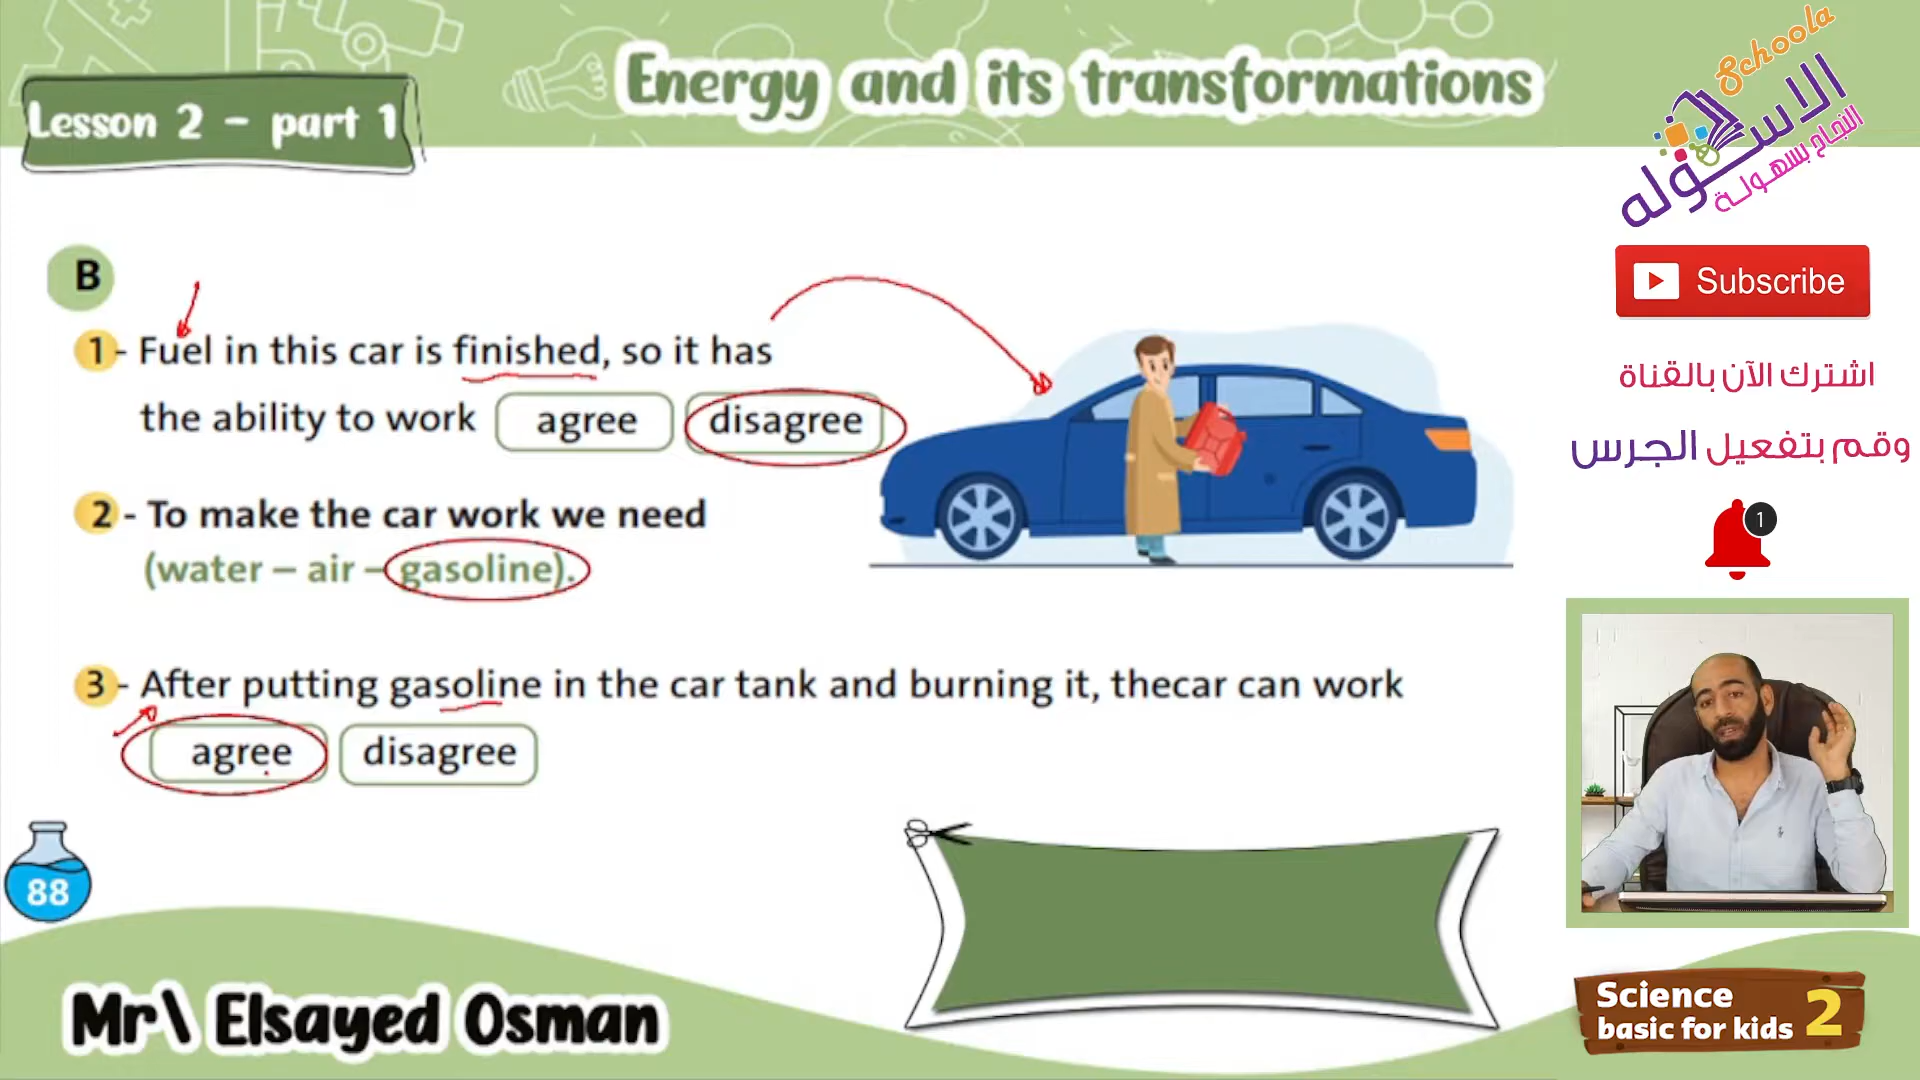 Energy and its transformations
Lesson 2 - part 1
Schoola
الاسكوله
النجاح بسهولة
B
1 - Fuel in this car is finished, so it has
the ability to work agree disagree
2 - To make the car work we need
(water – air – gasoline).
3 - After putting gasoline in the car tank and burning it, thecar can work
agree disagree
88
Mr\ Elsayed Osman
Subscribe
اشترك الآن بالقناة
وقم بتفعيل الجرس
1
Science
basic for kids 2